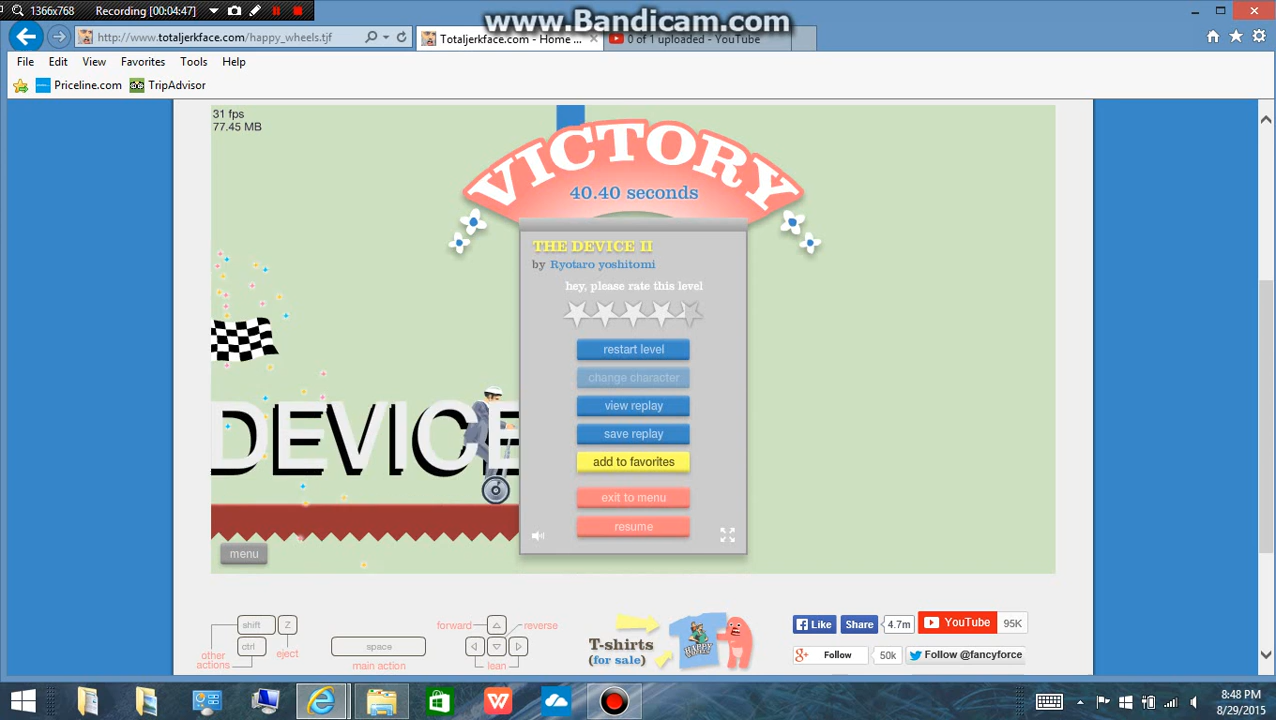 1366x768 Recording [00:04:47]
www.Bandicam.com
http://www.totaljerkface.com/happy_wheels.tjf
Totaljerkface.com - Home ...
0 of 1 uploaded - YouTube
File Edit View Favorites Tools Help
Priceline.com TripAdvisor
31 fps
77.45 MB
VICTORY
40.40 seconds
THE DEVICE II
by Ryotaro yoshitomi
hey, please rate this level
restart level
change character
view replay
save replay
add to favorites
exit to menu
resume
DEVICE
menu
shift Z
ctrl
other actions
eject
space
main action
forward
reverse
lean
T-shirts
(for sale)
HAPPY
Like Share 4.7m YouTube 95K
Follow 50k Follow @fancyforce
8:48 PM
8/29/2015